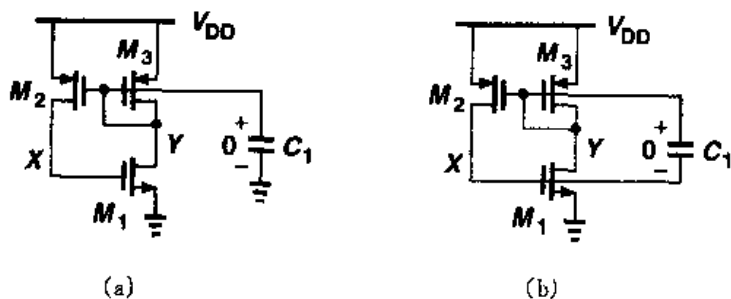 V_DD
M_3
M_2
+
0
−
C_1
Y
X
M_1
(a)
V_DD
M_3
M_2
+
0
−
C_1
Y
X
M_1
(b)